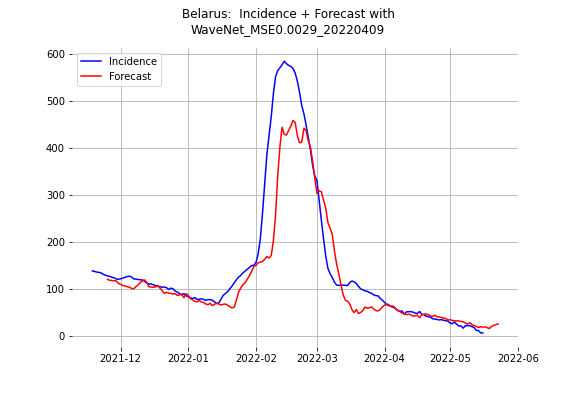 Belarus:  Incidence + Forecast with
WaveNet_MSE0.0029_20220409
Incidence
Forecast
600
500
400
300
200
100
0
2021-12 2022-01 2022-02 2022-03 2022-04 2022-05 2022-06